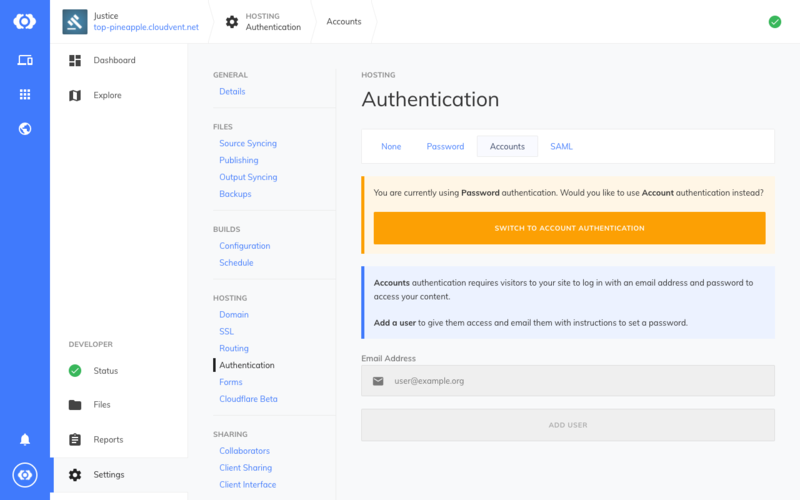 Justice
top-pineapple.cloudvent.net
HOSTING
Authentication
Accounts
Dashboard
Explore
DEVELOPER
Status
Files
Reports
Settings
GENERAL
Details
FILES
Source Syncing
Publishing
Output Syncing
Backups
BUILDS
Configuration
Schedule
HOSTING
Domain
SSL
Routing
Authentication
Forms
Cloudflare Beta
SHARING
Collaborators
Client Sharing
Client Interface
HOSTING
Authentication
None Password Accounts SAML
You are currently using Password authentication. Would you like to use Account authentication instead?
SWITCH TO ACCOUNT AUTHENTICATION
Accounts authentication requires visitors to your site to log in with an email address and password to
access your content.
Add a user to give them access and email them with instructions to set a password.
Email Address
user@example.org
ADD USER